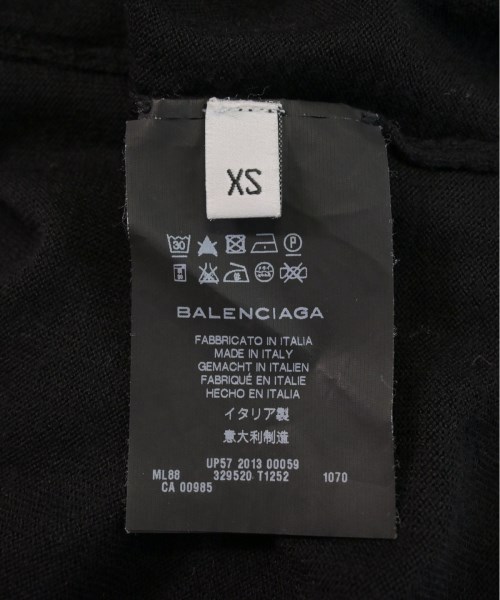 XS
30 P
BALENCIAGA
FABBRICATO IN ITALIA
MADE IN ITALY
GEMACHT IN ITALIEN
FABRIQUÉ EN ITALIE
HECHO EN ITALIA
イタリア製
意大利制造
UP57 2013 00059
ML88 329520 T1252 1070
CA 00985